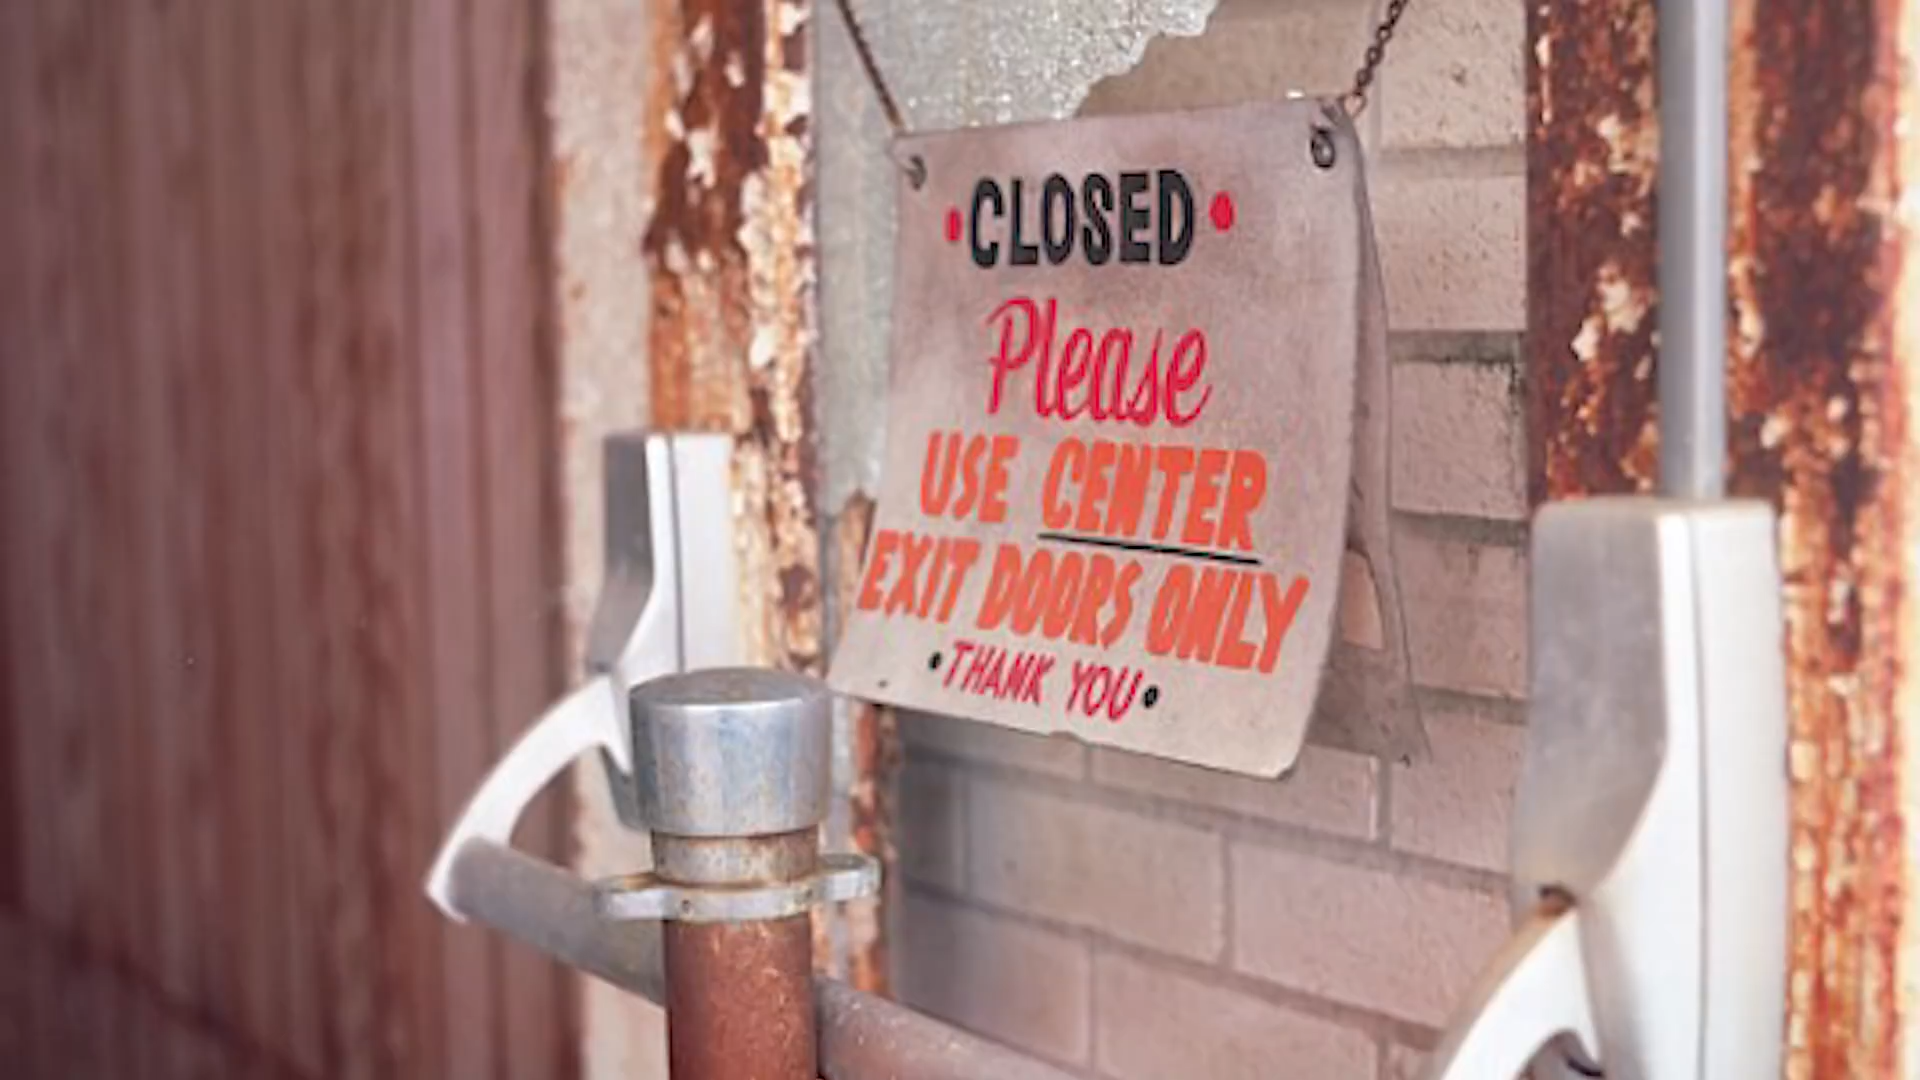 • CLOSED •
Please
USE CENTER
EXIT DOORS ONLY
• THANK YOU •